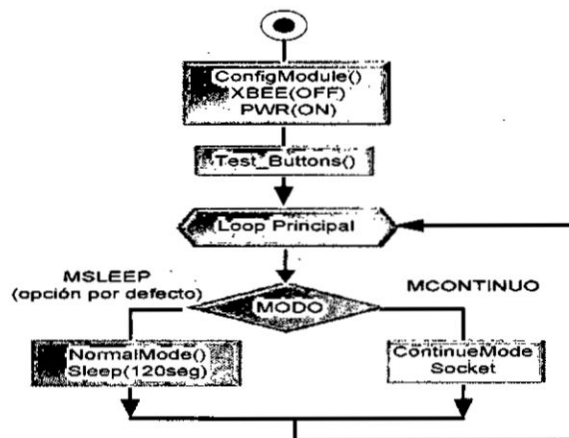 ConfigModule()
XBEE(OFF)
PWR(ON)
Test_Buttons()
Loop Principal
MSLEEP
(opción por defecto)
MODO
MCONTINUO
NormalMode()
Sleep(120seg)
ContinueMode
Socket